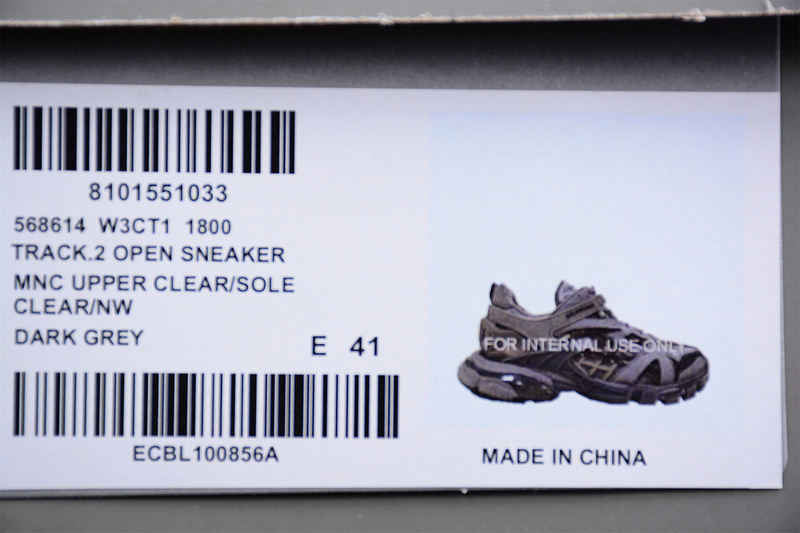 8101551033
568614 W3CT1 1800
TRACK.2 OPEN SNEAKER
MNC UPPER CLEAR/SOLE
CLEAR/NW
DARK GREY
E 41
ECBL100856A
FOR INTERNAL USE ONLY
MADE IN CHINA